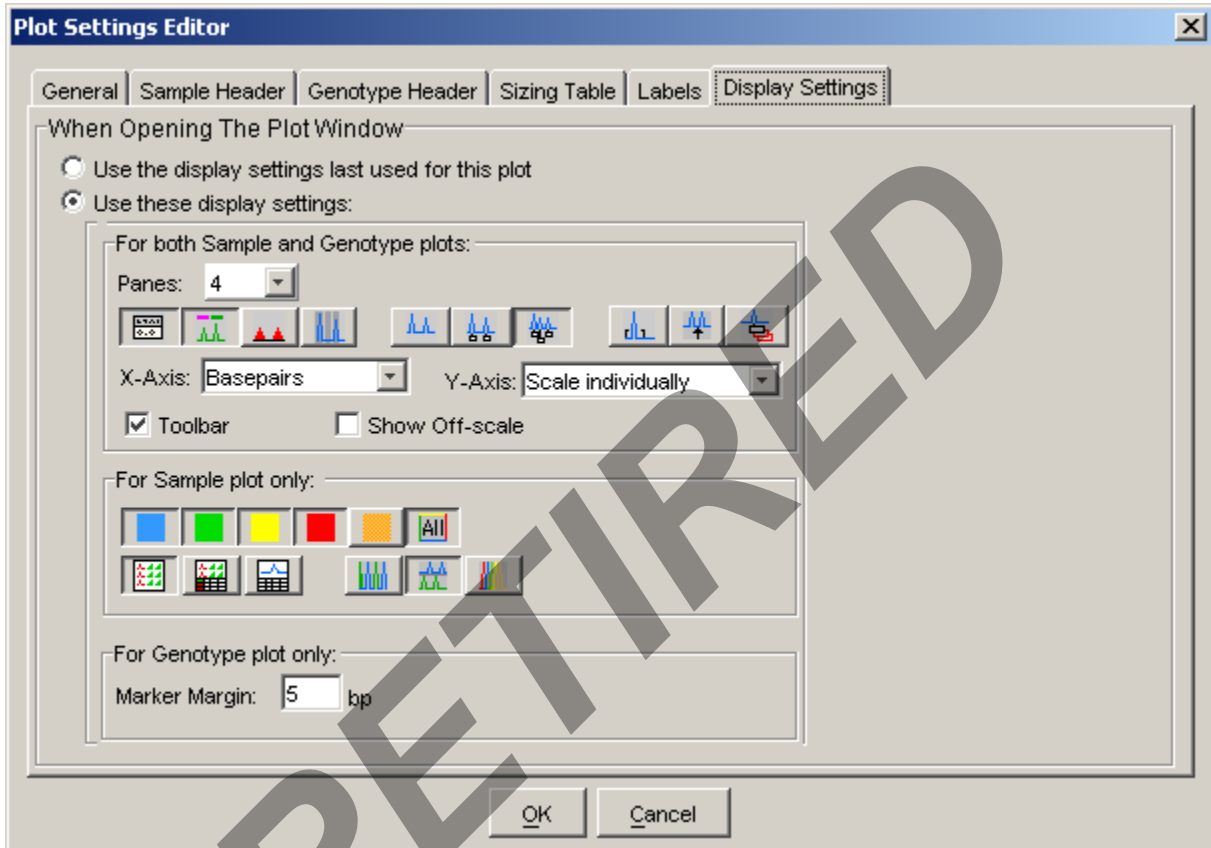 Plot Settings Editor
General Sample Header Genotype Header Sizing Table Labels Display Settings
When Opening The Plot Window
Use the display settings last used for this plot
Use these display settings:
For both Sample and Genotype plots:
Panes: 4
X-Axis: Basepairs Y-Axis: Scale individually
Toolbar Show Off-scale
For Sample plot only:
All
For Genotype plot only:
Marker Margin: 5 bp
OK Cancel
RETIRED